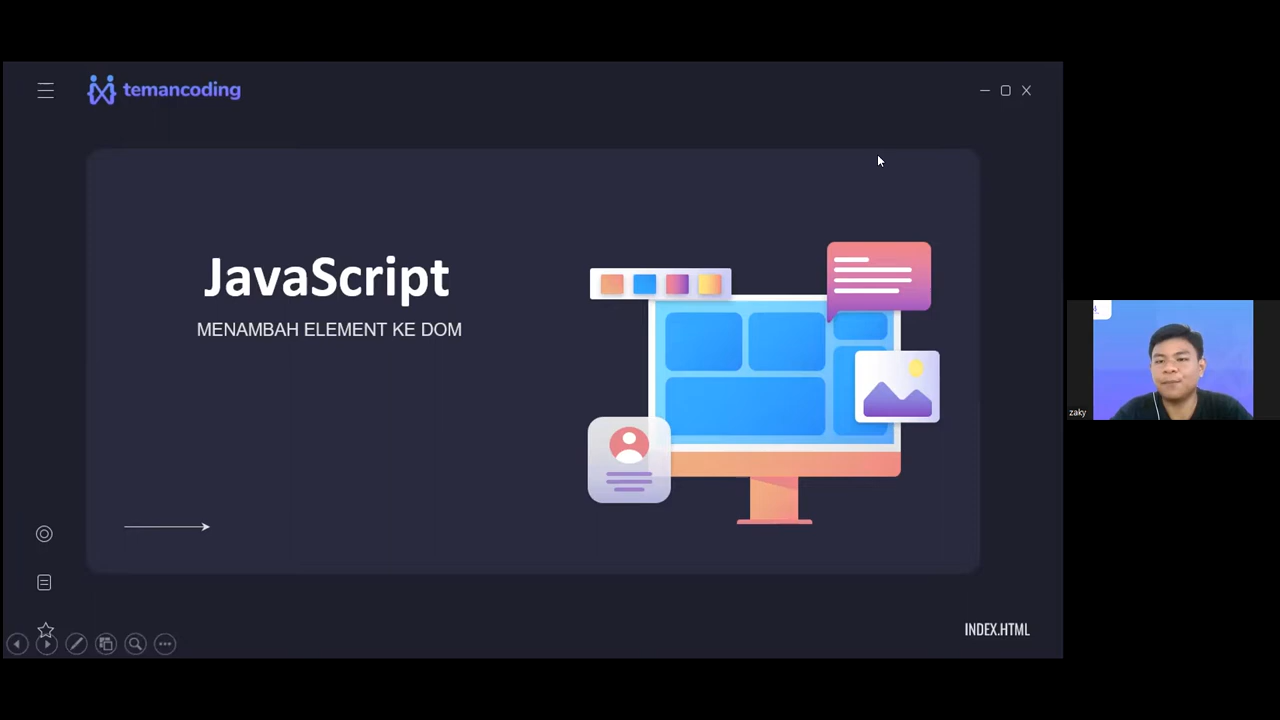 temancoding
JavaScript
MENAMBAH ELEMENT KE DOM
zaky
INDEX.HTML